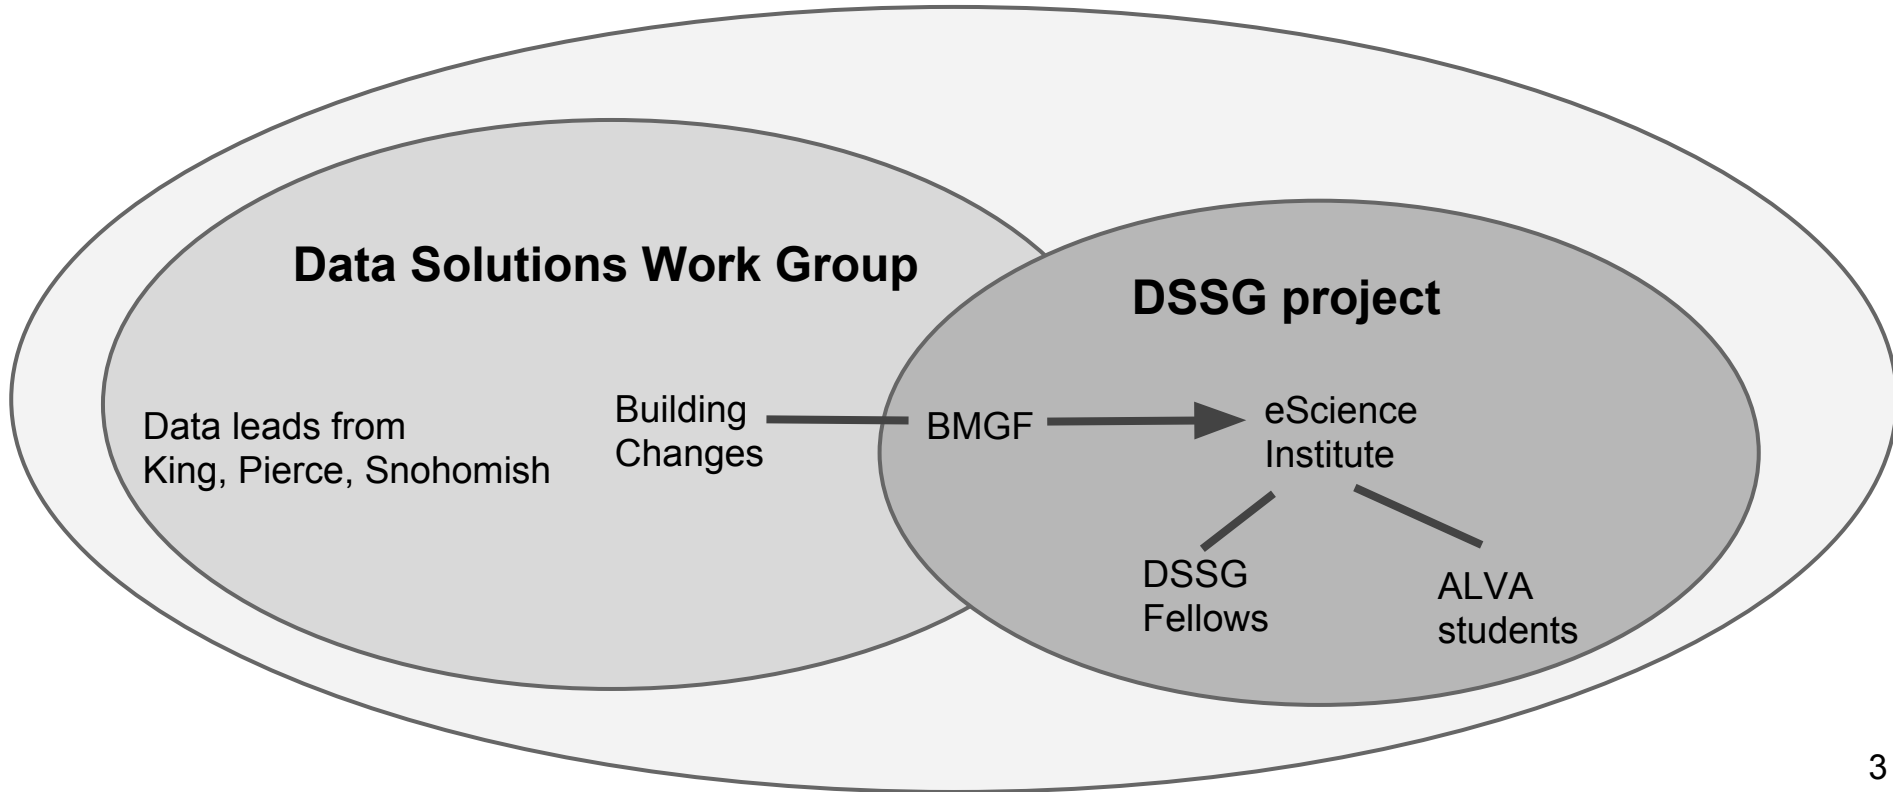 Data Solutions Work Group
DSSG project
Data leads from
King, Pierce, Snohomish
Building
Changes
BMGF
eScience
Institute
DSSG
Fellows
ALVA
students
3